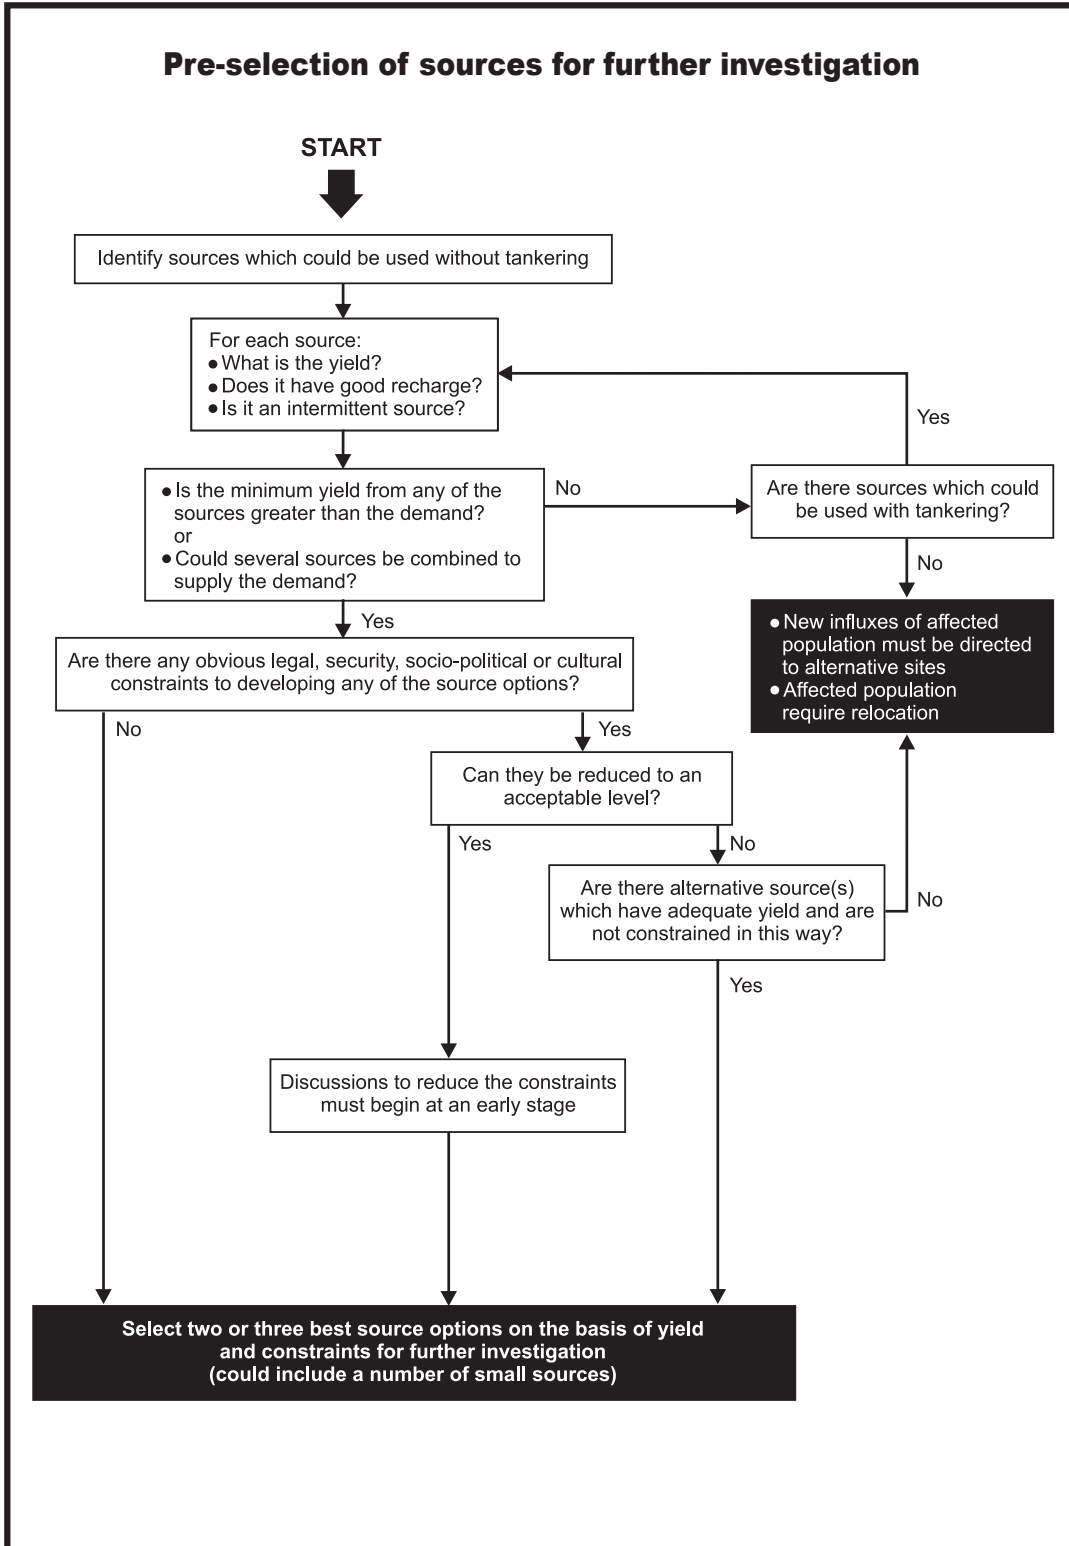 Pre-selection of sources for further investigation
START
Identify sources which could be used without tankering
For each source:
● What is the yield?
● Does it have good recharge?
● Is it an intermittent source?
Yes
● Is the minimum yield from any of the
sources greater than the demand?
or
● Could several sources be combined to
supply the demand?
No
Are there sources which could
be used with tankering?
No
Yes
● New influxes of affected
population must be directed
to alternative sites
● Affected population
require relocation
Are there any obvious legal, security, socio-political or cultural
constraints to developing any of the source options?
No
Yes
Can they be reduced to an
acceptable level?
Yes
No
Are there alternative source(s)
which have adequate yield and are
not constrained in this way?
No
Yes
Discussions to reduce the constraints
must begin at an early stage
Select two or three best source options on the basis of yield
and constraints for further investigation
(could include a number of small sources)